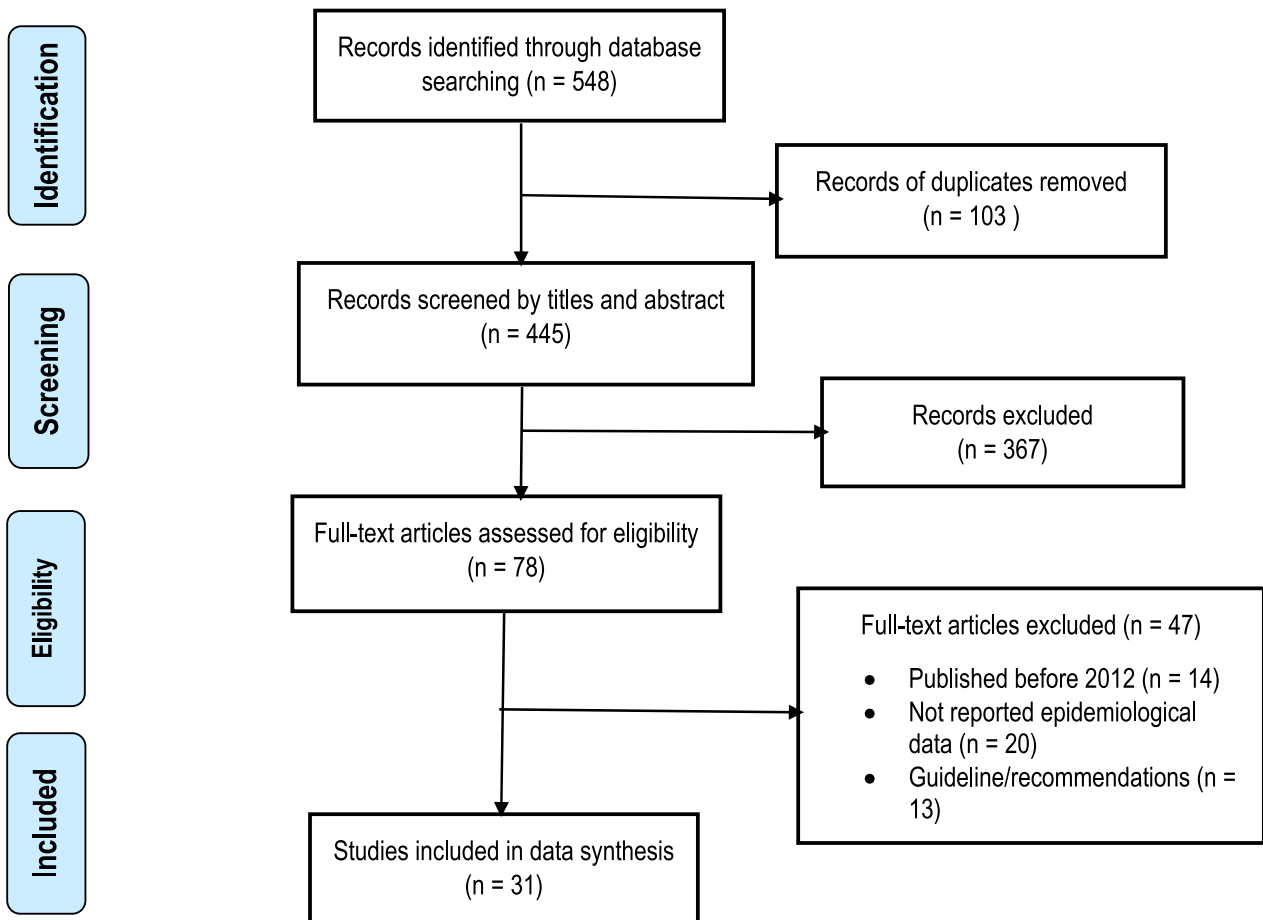 Identification
Records identified through database
searching (n = 548)
Records of duplicates removed
(n = 103 )
Screening
Records screened by titles and abstract
(n = 445)
Records excluded
(n = 367)
Eligibility
Full-text articles assessed for eligibility
(n = 78)
Full-text articles excluded (n = 47)
• Published before 2012 (n = 14)
• Not reported epidemiological
data (n = 20)
• Guideline/recommendations (n =
13)
Included
Studies included in data synthesis
(n = 31)